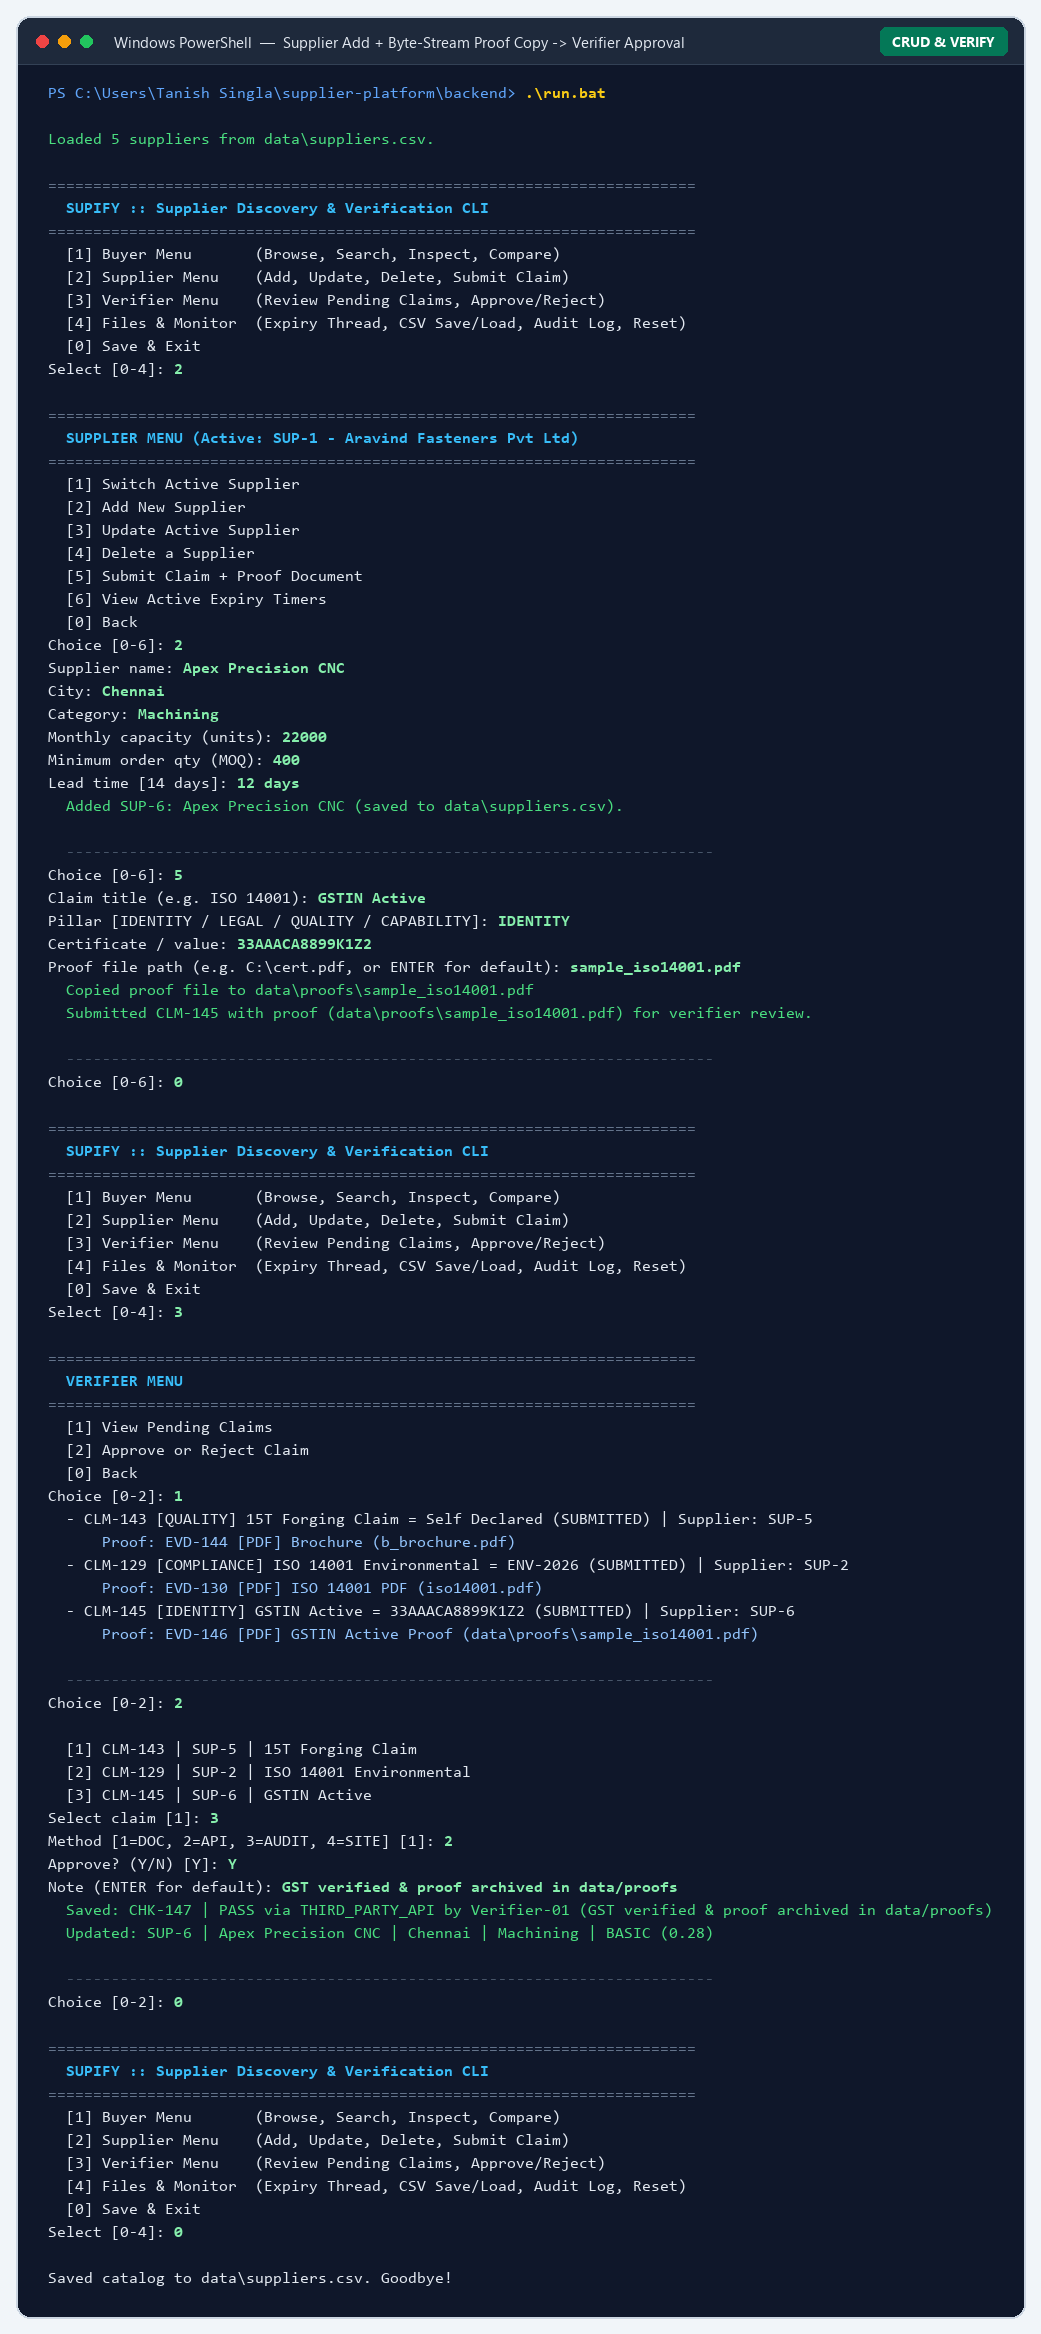 Windows PowerShell — Supplier Add + Byte-Stream Proof Copy -> Verifier Approval
CRUD & VERIFY
PS C:\Users\Tanish Singla\supplier-platform\backend> .\run.bat
Loaded 5 suppliers from data\suppliers.csv.
========================================================================
SUPIFY :: Supplier Discovery & Verification CLI
========================================================================
[1] Buyer Menu       (Browse, Search, Inspect, Compare)
[2] Supplier Menu    (Add, Update, Delete, Submit Claim)
[3] Verifier Menu    (Review Pending Claims, Approve/Reject)
[4] Files & Monitor  (Expiry Thread, CSV Save/Load, Audit Log, Reset)
[0] Save & Exit
Select [0-4]: 2
========================================================================
SUPPLIER MENU (Active: SUP-1 - Aravind Fasteners Pvt Ltd)
========================================================================
[1] Switch Active Supplier
[2] Add New Supplier
[3] Update Active Supplier
[4] Delete a Supplier
[5] Submit Claim + Proof Document
[6] View Active Expiry Timers
[0] Back
Choice [0-6]: 2
Supplier name: Apex Precision CNC
City: Chennai
Category: Machining
Monthly capacity (units): 22000
Minimum order qty (MOQ): 400
Lead time [14 days]: 12 days
Added SUP-6: Apex Precision CNC (saved to data\suppliers.csv).
------------------------------------------------------------------------
Choice [0-6]: 5
Claim title (e.g. ISO 14001): GSTIN Active
Pillar [IDENTITY / LEGAL / QUALITY / CAPABILITY]: IDENTITY
Certificate / value: 33AAACA8899K1Z2
Proof file path (e.g. C:\cert.pdf, or ENTER for default): sample_iso14001.pdf
Copied proof file to data\proofs\sample_iso14001.pdf
Submitted CLM-145 with proof (data\proofs\sample_iso14001.pdf) for verifier review.
------------------------------------------------------------------------
Choice [0-6]: 0
========================================================================
SUPIFY :: Supplier Discovery & Verification CLI
========================================================================
[1] Buyer Menu       (Browse, Search, Inspect, Compare)
[2] Supplier Menu    (Add, Update, Delete, Submit Claim)
[3] Verifier Menu    (Review Pending Claims, Approve/Reject)
[4] Files & Monitor  (Expiry Thread, CSV Save/Load, Audit Log, Reset)
[0] Save & Exit
Select [0-4]: 3
========================================================================
VERIFIER MENU
========================================================================
[1] View Pending Claims
[2] Approve or Reject Claim
[0] Back
Choice [0-2]: 1
- CLM-143 [QUALITY] 15T Forging Claim = Self Declared (SUBMITTED) | Supplier: SUP-5
Proof: EVD-144 [PDF] Brochure (b_brochure.pdf)
- CLM-129 [COMPLIANCE] ISO 14001 Environmental = ENV-2026 (SUBMITTED) | Supplier: SUP-2
Proof: EVD-130 [PDF] ISO 14001 PDF (iso14001.pdf)
- CLM-145 [IDENTITY] GSTIN Active = 33AAACA8899K1Z2 (SUBMITTED) | Supplier: SUP-6
Proof: EVD-146 [PDF] GSTIN Active Proof (data\proofs\sample_iso14001.pdf)
------------------------------------------------------------------------
Choice [0-2]: 2
[1] CLM-143 | SUP-5 | 15T Forging Claim
[2] CLM-129 | SUP-2 | ISO 14001 Environmental
[3] CLM-145 | SUP-6 | GSTIN Active
Select claim [1]: 3
Method [1=DOC, 2=API, 3=AUDIT, 4=SITE] [1]: 2
Approve? (Y/N) [Y]: Y
Note (ENTER for default): GST verified & proof archived in data/proofs
Saved: CHK-147 | PASS via THIRD_PARTY_API by Verifier-01 (GST verified & proof archived in data/proofs)
Updated: SUP-6 | Apex Precision CNC | Chennai | Machining | BASIC (0.28)
------------------------------------------------------------------------
Choice [0-2]: 0
========================================================================
SUPIFY :: Supplier Discovery & Verification CLI
========================================================================
[1] Buyer Menu       (Browse, Search, Inspect, Compare)
[2] Supplier Menu    (Add, Update, Delete, Submit Claim)
[3] Verifier Menu    (Review Pending Claims, Approve/Reject)
[4] Files & Monitor  (Expiry Thread, CSV Save/Load, Audit Log, Reset)
[0] Save & Exit
Select [0-4]: 0
Saved catalog to data\suppliers.csv. Goodbye!